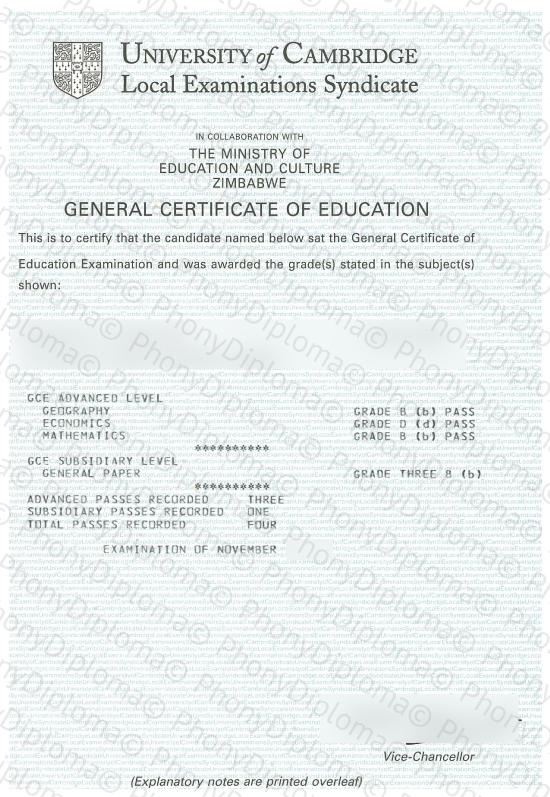 UNIVERSITY of CAMBRIDGE
Local Examinations Syndicate
IN COLLABORATION WITH
THE MINISTRY OF
EDUCATION AND CULTURE
ZIMBABWE
GENERAL CERTIFICATE OF EDUCATION
This is to certify that the candidate named below sat the General Certificate of
Education Examination and was awarded the grade(s) stated in the subject(s)
shown:
GCE ADVANCED LEVEL
GEOGRAPHY GRADE B (b) PASS
ECONOMICS GRADE D (d) PASS
MATHEMATICS GRADE B (b) PASS
**********
GCE SUBSIDIARY LEVEL
GENERAL PAPER GRADE THREE B (b)
**********
ADVANCED PASSES RECORDED THREE
SUBSIDIARY PASSES RECORDED ONE
TOTAL PASSES RECORDED FOUR
EXAMINATION OF NOVEMBER
Vice-Chancellor
(Explanatory notes are printed overleaf)
PhonyDiploma©